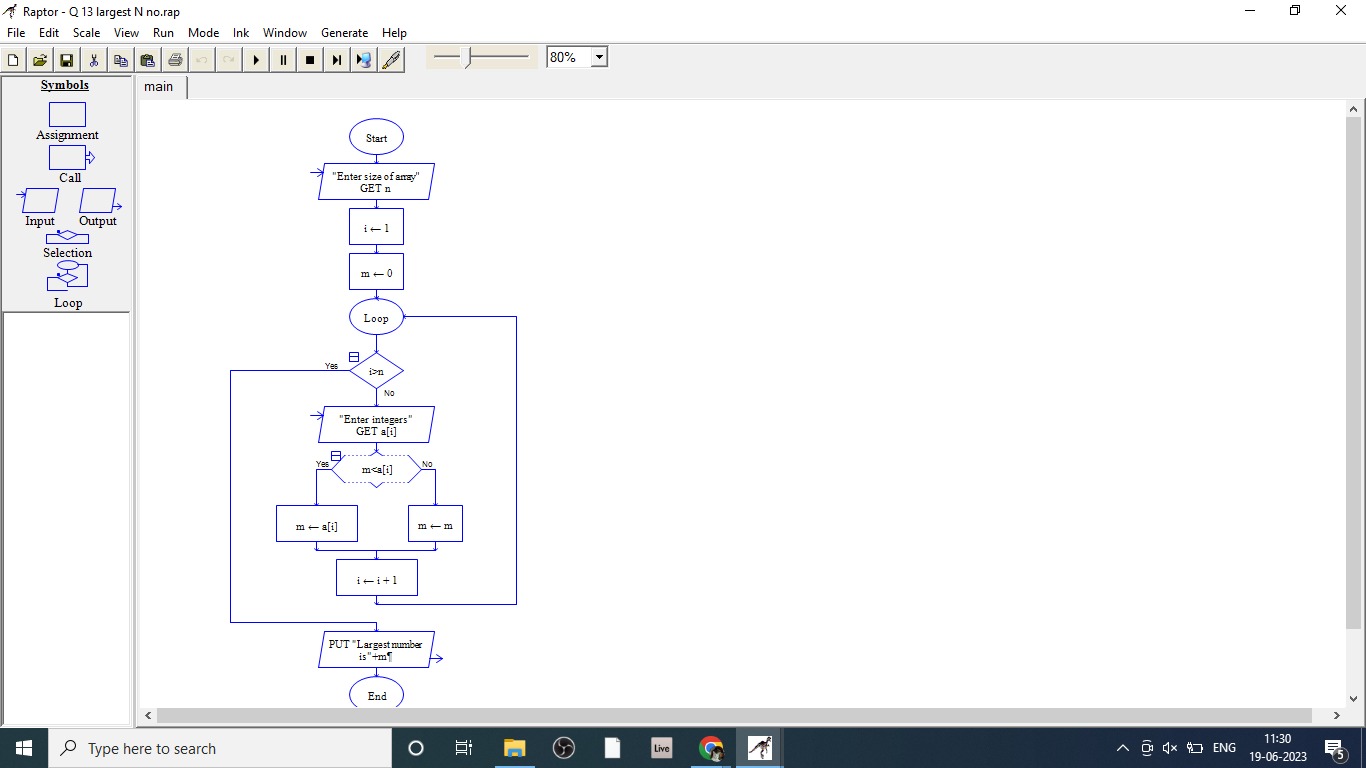 Raptor - Q 13 largest N no.rap
File Edit Scale View Run Mode Ink Window Generate Help
80%
Symbols
main
Assignment
Call
Input Output
Selection
Loop
Start
"Enter size of array"
GET n
i ← 1
m ← 0
Loop
Yes
i>n
No
"Enter integers"
GET a[i]
Yes
m<a[i]
No
m ← a[i]
m ← m
i ← i + 1
PUT "Largest number
is"+m¶
End
Type here to search
Live
ENG
11:30
19-06-2023
5